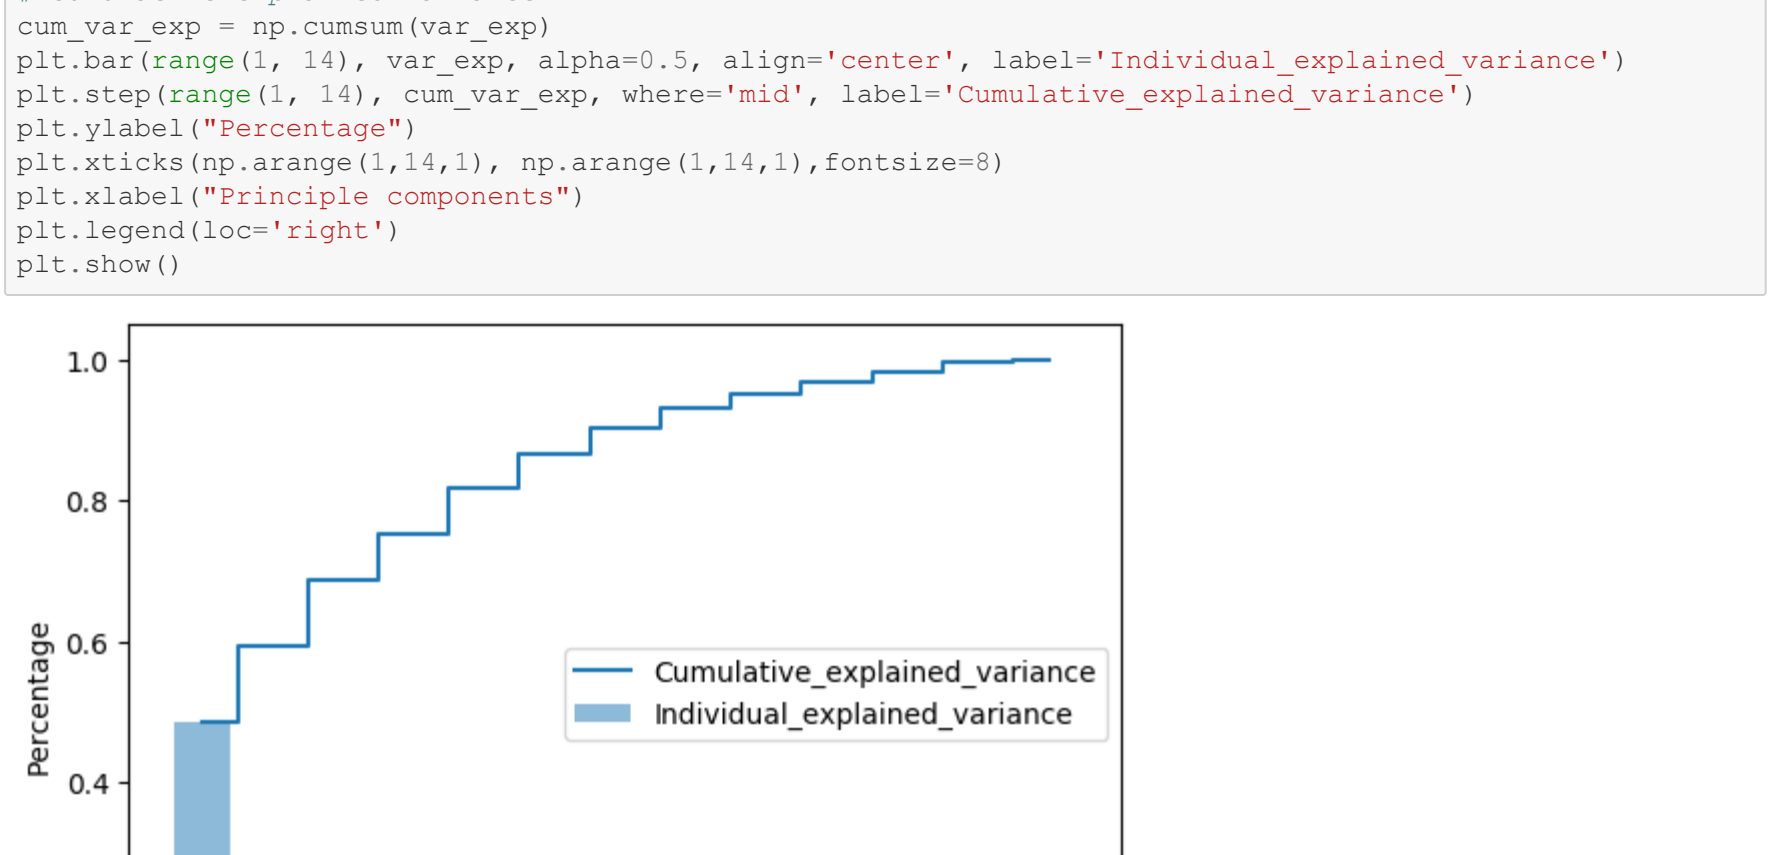 cum_var_exp = np.cumsum(var_exp)
plt.bar(range(1, 14), var_exp, alpha=0.5, align='center', label='Individual_explained_variance')
plt.step(range(1, 14), cum_var_exp, where='mid', label='Cumulative_explained_variance')
plt.ylabel("Percentage")
plt.xticks(np.arange(1,14,1), np.arange(1,14,1),fontsize=8)
plt.xlabel("Principle components")
plt.legend(loc='right')
plt.show()
1.0
0.8
0.6
0.4
Percentage
Cumulative_explained_variance
Individual_explained_variance